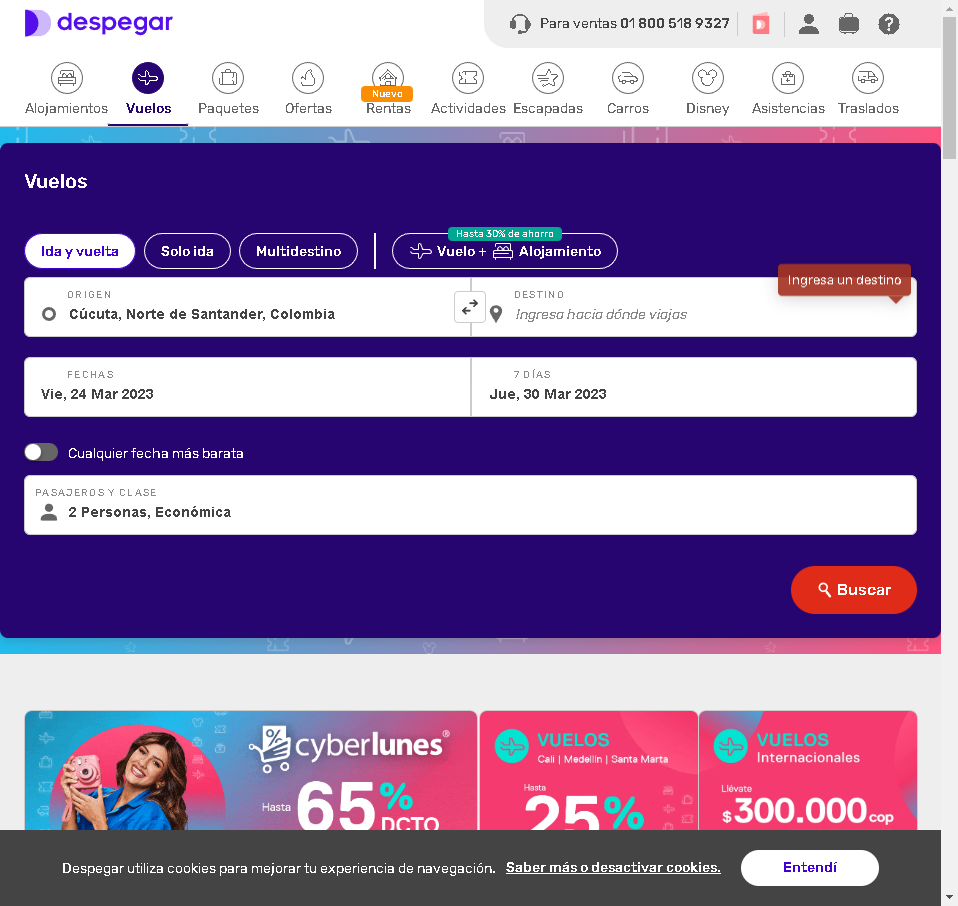 despegar
Para ventas 01 800 518 9327
Alojamientos
Vuelos
Paquetes
Ofertas
Nuevo
Rentas
Actividades
Escapadas
Carros
Disney
Asistencias
Traslados
Vuelos
Ida y vuelta
Solo ida
Multidestino
Hasta 30% de ahorro
Vuelo + Alojamiento
Ingresa un destino
ORIGEN
Cúcuta, Norte de Santander, Colombia
DESTINO
Ingresa hacia dónde viajas
FECHAS
Vie, 24 Mar 2023
7 DÍAS
Jue, 30 Mar 2023
Cualquier fecha más barata
PASAJEROS Y CLASE
2 Personas, Económica
Buscar
cyberlunes®
Hasta 65% DCTO
VUELOS
Cali | Medellín | Santa Marta
Hasta
25%
VUELOS
Internacionales
Llévate
$300.000 COP
Despegar utiliza cookies para mejorar tu experiencia de navegación. Saber más o desactivar cookies.
Entendí